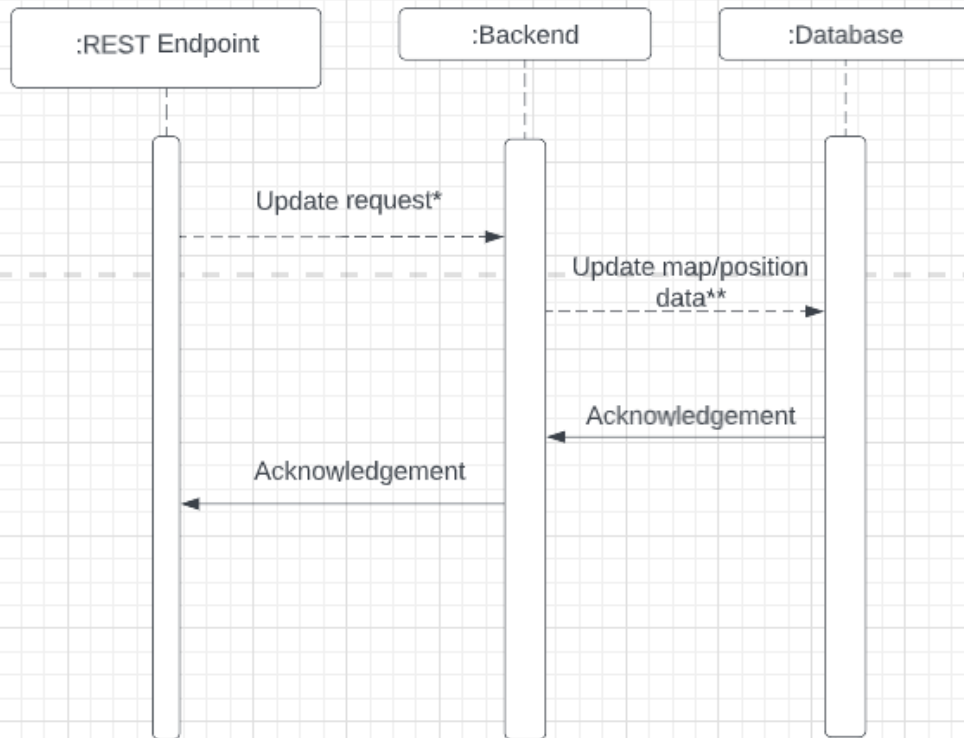 :REST Endpoint
:Backend
:Database
Update request*
Update map/position
data**
Acknowledgement
Acknowledgement